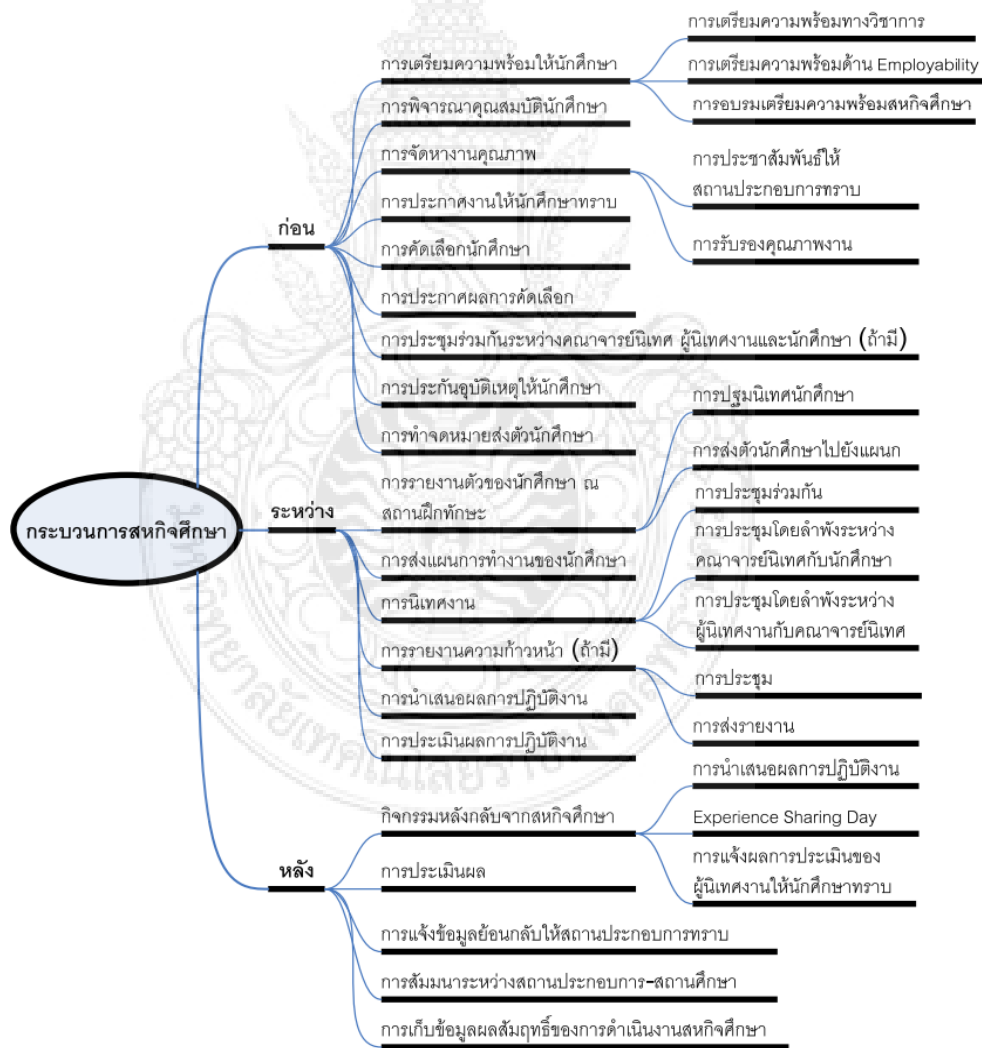 กระบวนการสหกิจศึกษา
ก่อน
การเตรียมความพร้อมให้นักศึกษา
การเตรียมความพร้อมทางวิชาการ
การเตรียมความพร้อมด้าน Employability
การอบรมเตรียมความพร้อมสหกิจศึกษา
การพิจารณาคุณสมบัตินักศึกษา
การจัดหางานคุณภาพ
การประชาสัมพันธ์ให้
สถานประกอบการทราบ
การรับรองคุณภาพงาน
การประกาศงานให้นักศึกษาทราบ
การคัดเลือกนักศึกษา
การประกาศผลการคัดเลือก
การประชุมร่วมกันระหว่างคณาจารย์นิเทศ ผู้นิเทศงานและนักศึกษา (ถ้ามี)
การประกันอุบัติเหตุให้นักศึกษา
การทำจดหมายส่งตัวนักศึกษา
ระหว่าง
การรายงานตัวของนักศึกษา ณ
สถานฝึกทักษะ
การปฐมนิเทศนักศึกษา
การส่งตัวนักศึกษาไปยังแผนก
การส่งแผนการทำงานของนักศึกษา
การนิเทศงาน
การประชุมร่วมกัน
การประชุมโดยลำพังระหว่าง
คณาจารย์นิเทศกับนักศึกษา
การประชุมโดยลำพังระหว่าง
ผู้นิเทศงานกับคณาจารย์นิเทศ
การรายงานความก้าวหน้า (ถ้ามี)
การประชุม
การส่งรายงาน
การนำเสนอผลการปฏิบัติงาน
การประเมินผลการปฏิบัติงาน
หลัง
กิจกรรมหลังกลับจากสหกิจศึกษา
การนำเสนอผลการปฏิบัติงาน
Experience Sharing Day
การแจ้งผลการประเมินของ
ผู้นิเทศงานให้นักศึกษาทราบ
การประเมินผล
การแจ้งข้อมูลย้อนกลับให้สถานประกอบการทราบ
การสัมมนาระหว่างสถานประกอบการ-สถานศึกษา
การเก็บข้อมูลผลสัมฤทธิ์ของการดำเนินงานสหกิจศึกษา